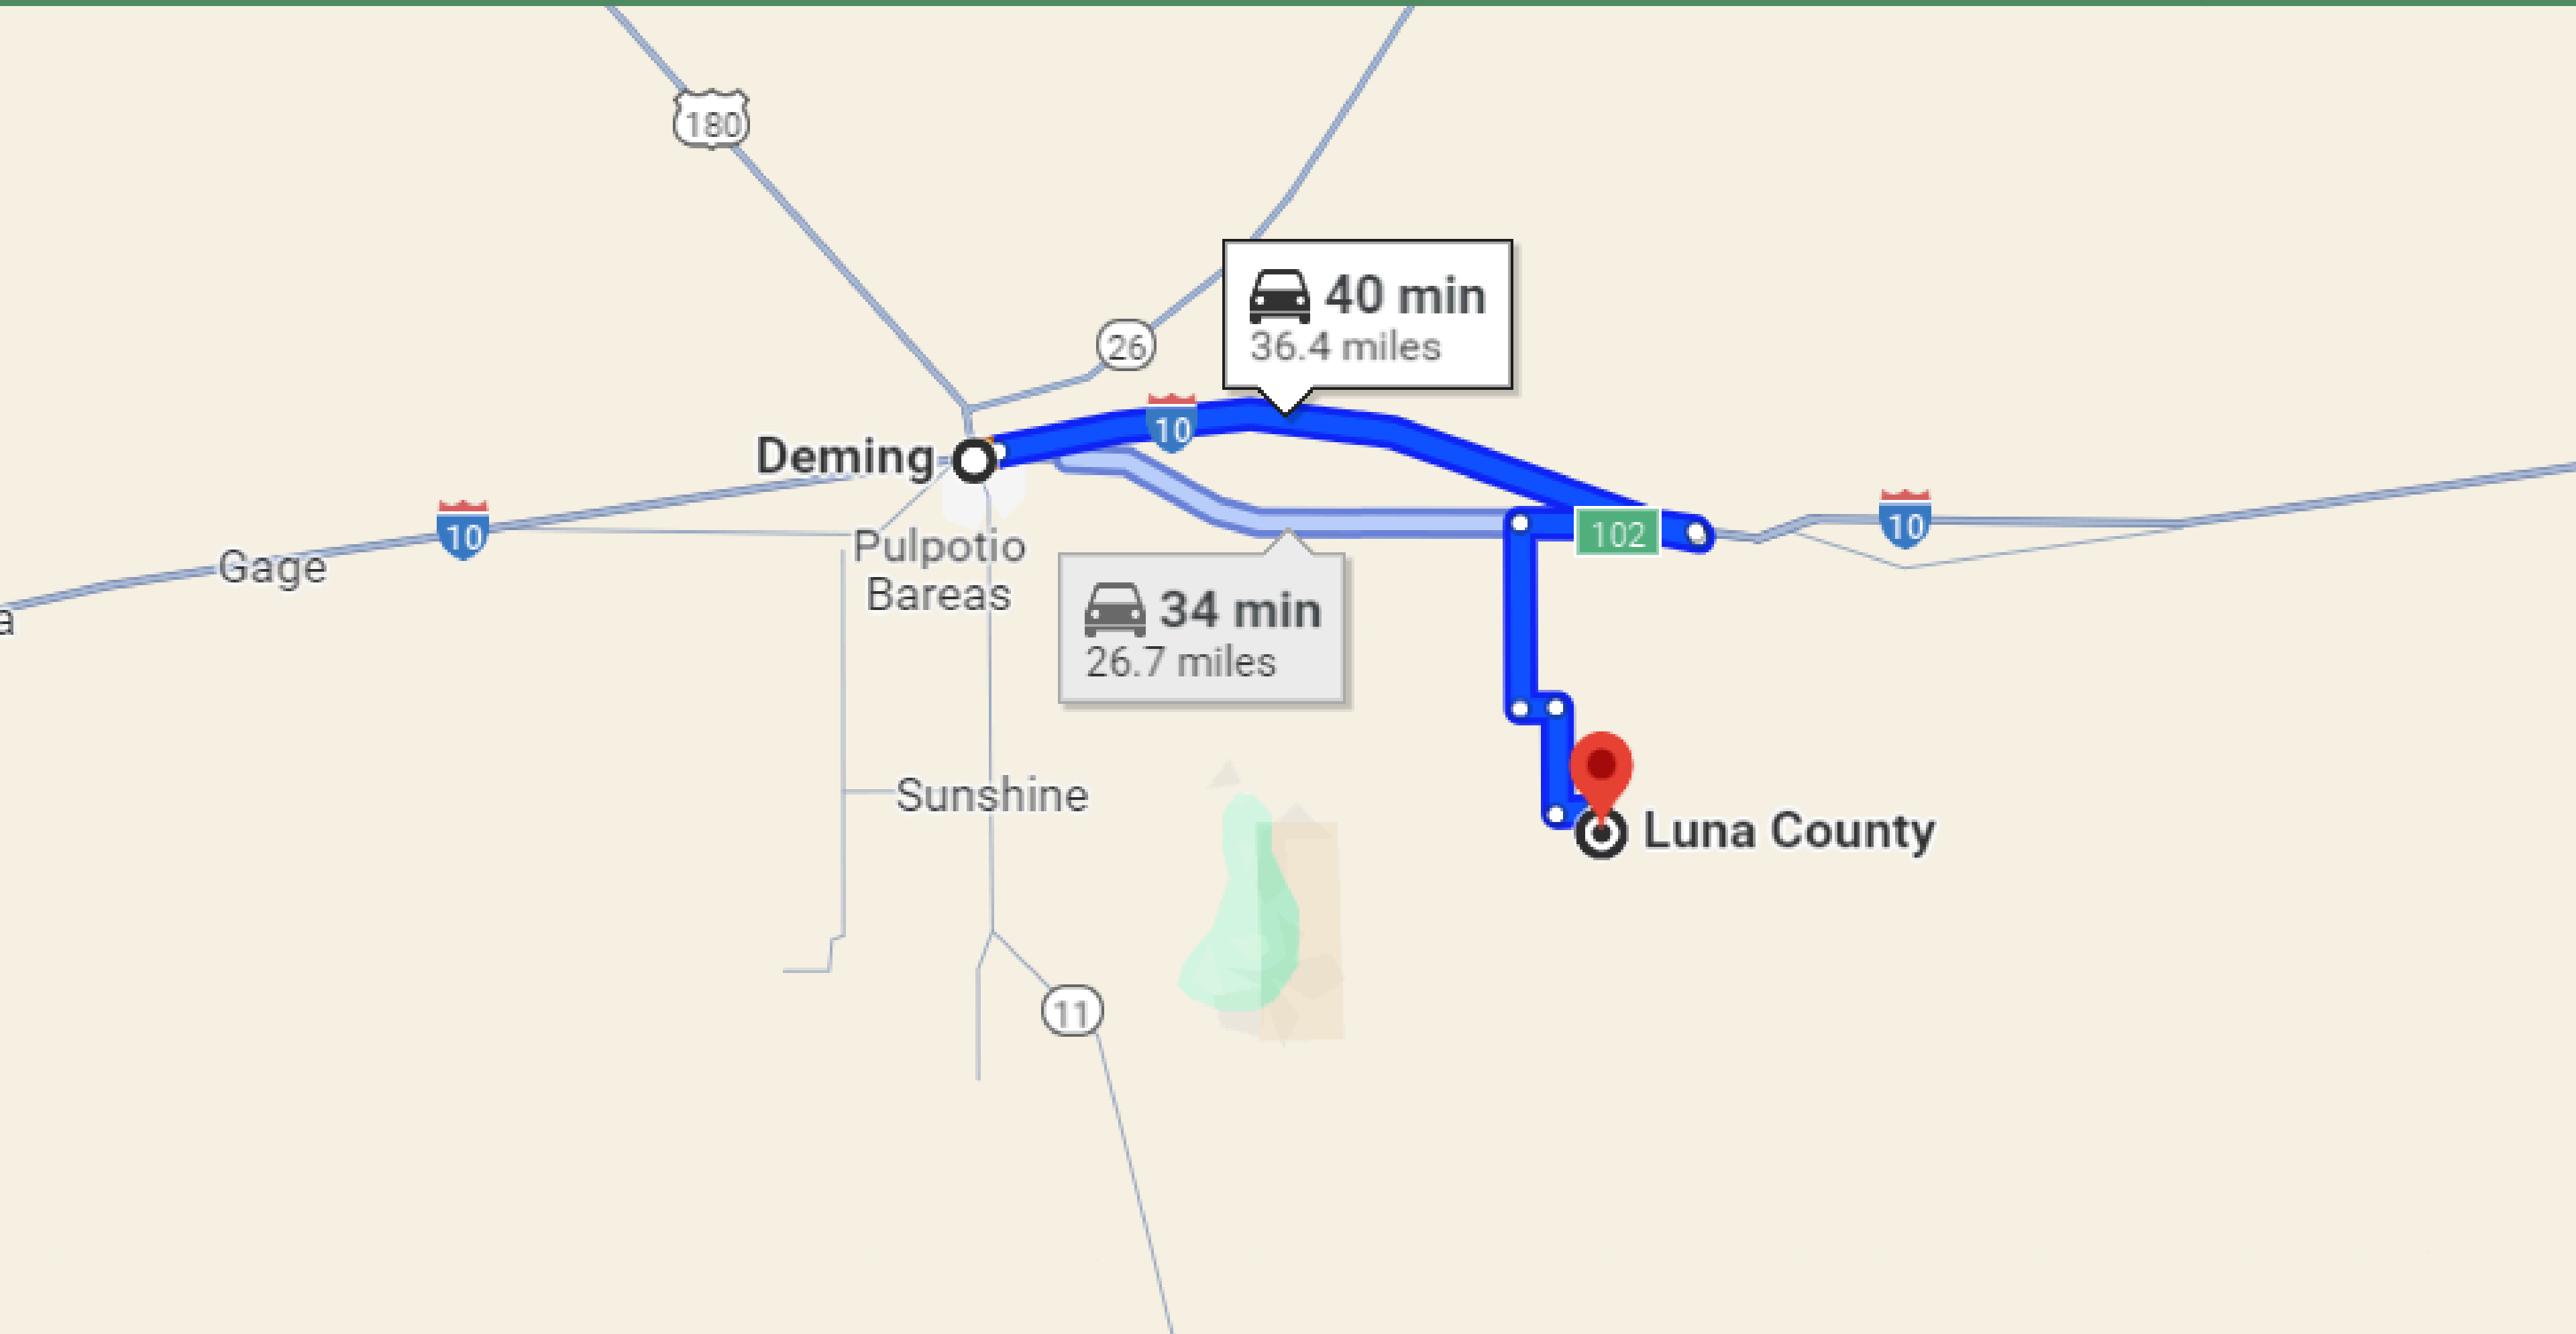 180
26
40 min
36.4 miles
10
Deming
10
10
102
Gage
Pulpotio
Bareas
34 min
26.7 miles
Sunshine
Luna County
11